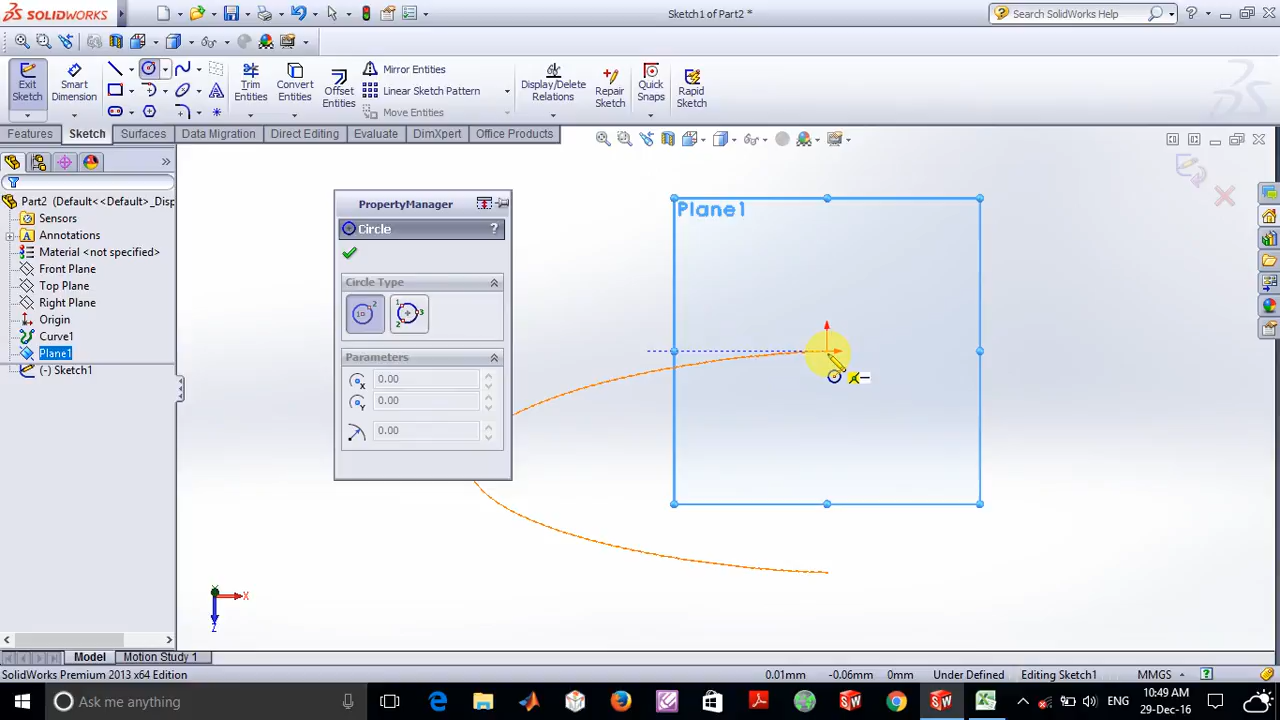 SOLIDWORKS
Sketch1 of Part2 *
Search SolidWorks Help
Exit Sketch
Smart Dimension
Trim Entities
Convert Entities
Offset Entities
Mirror Entities
Linear Sketch Pattern
Move Entities
Display/Delete Relations
Repair Sketch
Quick Snaps
Rapid Sketch
Features
Sketch
Surfaces
Data Migration
Direct Editing
Evaluate
DimXpert
Office Products
Part2 (Default<<Default>_Disp
Sensors
Annotations
Material <not specified>
Front Plane
Top Plane
Right Plane
Origin
Curve1
Plane1
(-) Sketch1
PropertyManager
Circle
?
Circle Type
Parameters
0.00
0.00
0.00
Plane1
X
Z
Model
Motion Study 1
SolidWorks Premium 2013 x64 Edition
0.01mm
-0.06mm
0mm
Under Defined
Editing Sketch1
MMGS
Ask me anything
ENG
10:49 AM
29-Dec-16